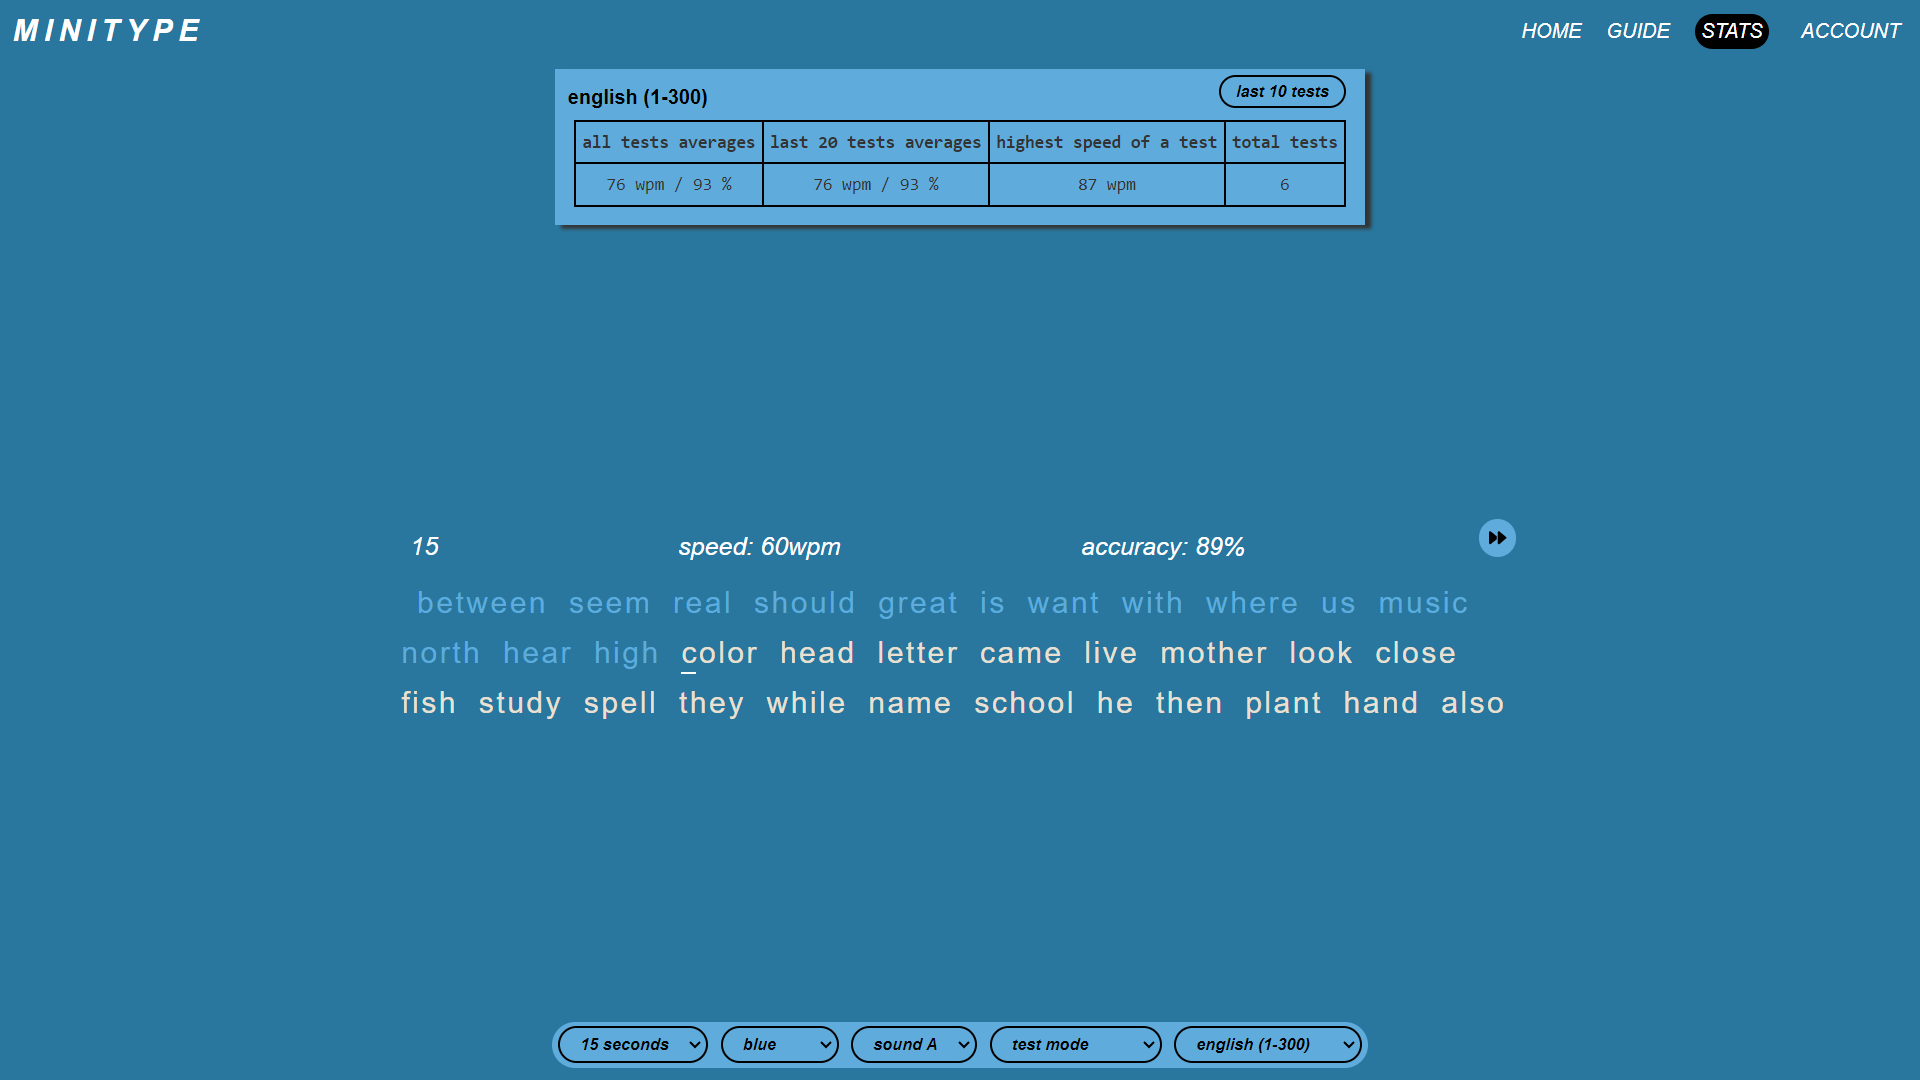 MINITYPE
HOME GUIDE STATS ACCOUNT
english (1-300) last 10 tests
all tests averages last 20 tests averages highest speed of a test total tests
76 wpm / 93 % 76 wpm / 93 % 87 wpm 6
15 speed: 60wpm accuracy: 89%
between seem real should great is want with where us music
north hear high color head letter came live mother look close
fish study spell they while name school he then plant hand also
15 seconds blue sound A test mode english (1-300)